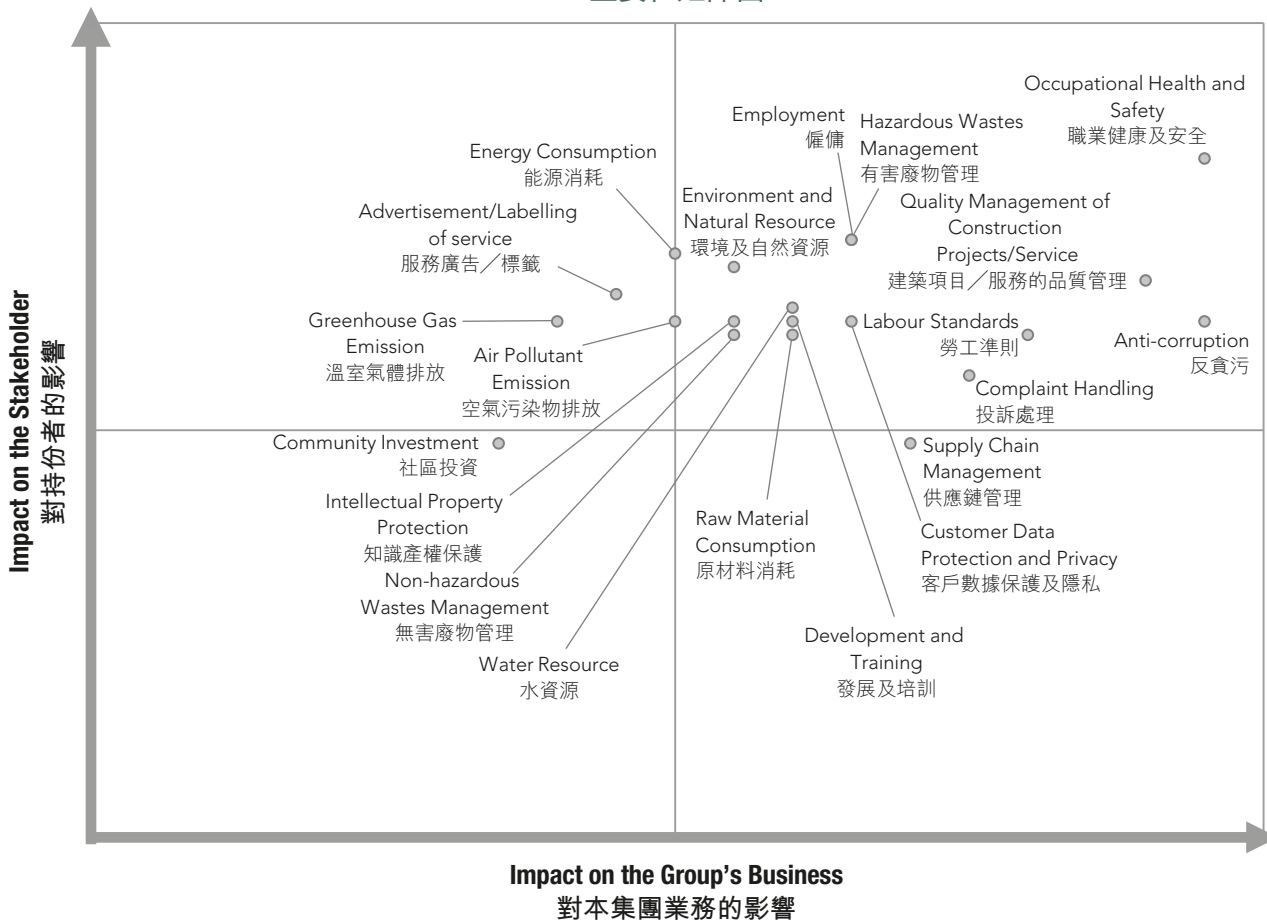 Occupational Health and
Safety
職業健康及安全
Employment
僱傭
Hazardous Wastes
Management
有害廢物管理
Energy Consumption
能源消耗
Environment and
Natural Resource
環境及自然資源
Quality Management of
Construction
Projects/Service
建築項目／服務的品質管理
Advertisement/Labelling
of service
服務廣告／標籤
Greenhouse Gas
Emission
溫室氣體排放
Air Pollutant
Emission
空氣污染物排放
Labour Standards
勞工準則
Anti-corruption
反貪污
Complaint Handling
投訴處理
Community Investment
社區投資
Supply Chain
Management
供應鏈管理
Intellectual Property
Protection
知識產權保護
Raw Material
Consumption
原材料消耗
Customer Data
Protection and Privacy
客戶數據保護及隱私
Non-hazardous
Wastes Management
無害廢物管理
Water Resource
水資源
Development and
Training
發展及培訓
Impact on the Stakeholder
對持份者的影響
Impact on the Group's Business
對本集團業務的影響